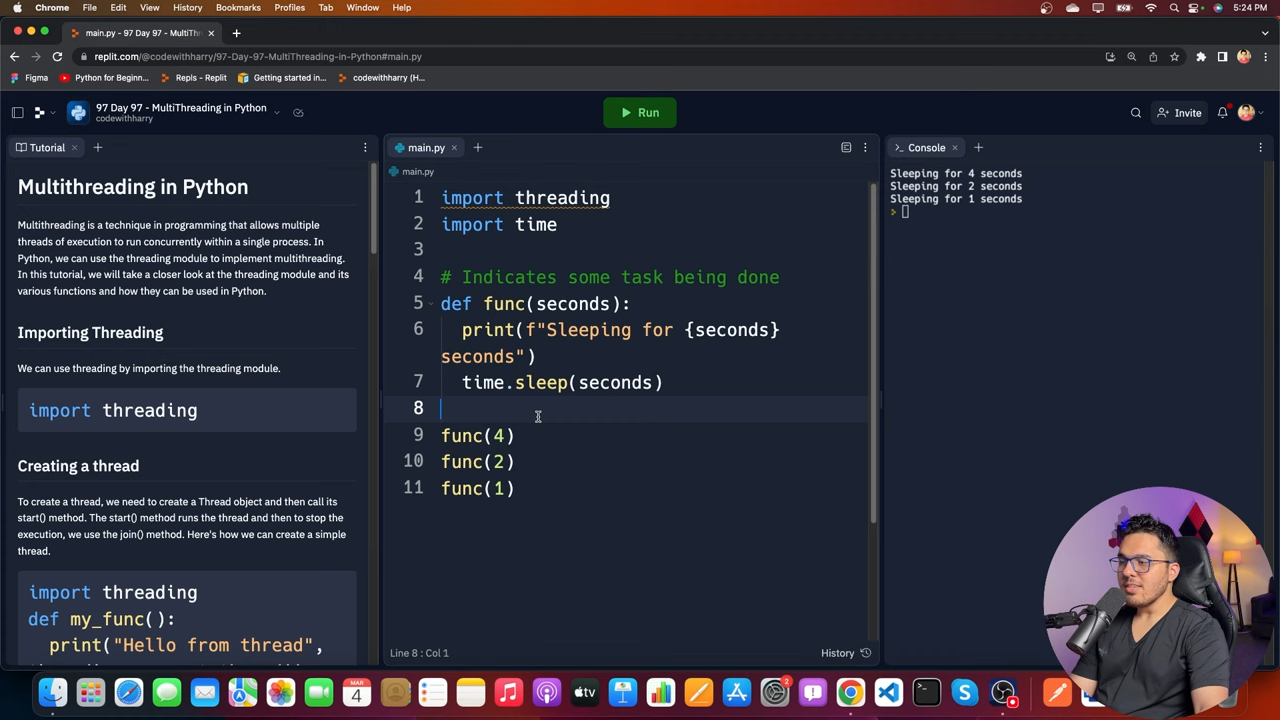 Chrome File Edit View History Bookmarks Profiles Tab Window Help 5:24 PM
main.py - 97 Day 97 - MultiThr
replit.com/@codewithharry/97-Day-97-MultiThreading-in-Python#main.py
Figma Python for Beginn... Repls - Replit Getting started in... codewithharry (H...
97 Day 97 - MultiThreading in Python
codewithharry
Run
Invite
Tutorial
Multithreading in Python
Multithreading is a technique in programming that allows multiple
threads of execution to run concurrently within a single process. In
Python, we can use the threading module to implement multithreading.
In this tutorial, we will take a closer look at the threading module and its
various functions and how they can be used in Python.
Importing Threading
We can use threading by importing the threading module.
import threading
Creating a thread
To create a thread, we need to create a Thread object and then call its
start() method. The start() method runs the thread and then to stop the
execution, we use the join() method. Here's how we can create a simple
thread.
import threading
def my_func():
print("Hello from thread",
main.py
main.py
1 import threading
2 import time
3
4 # Indicates some task being done
5 def func(seconds):
6 print(f"Sleeping for {seconds}
seconds")
7 time.sleep(seconds)
8
9 func(4)
10 func(2)
11 func(1)
Line 8 : Col 1
History
Console
Sleeping for 4 seconds
Sleeping for 2 seconds
Sleeping for 1 seconds
MAR
4
tv
2